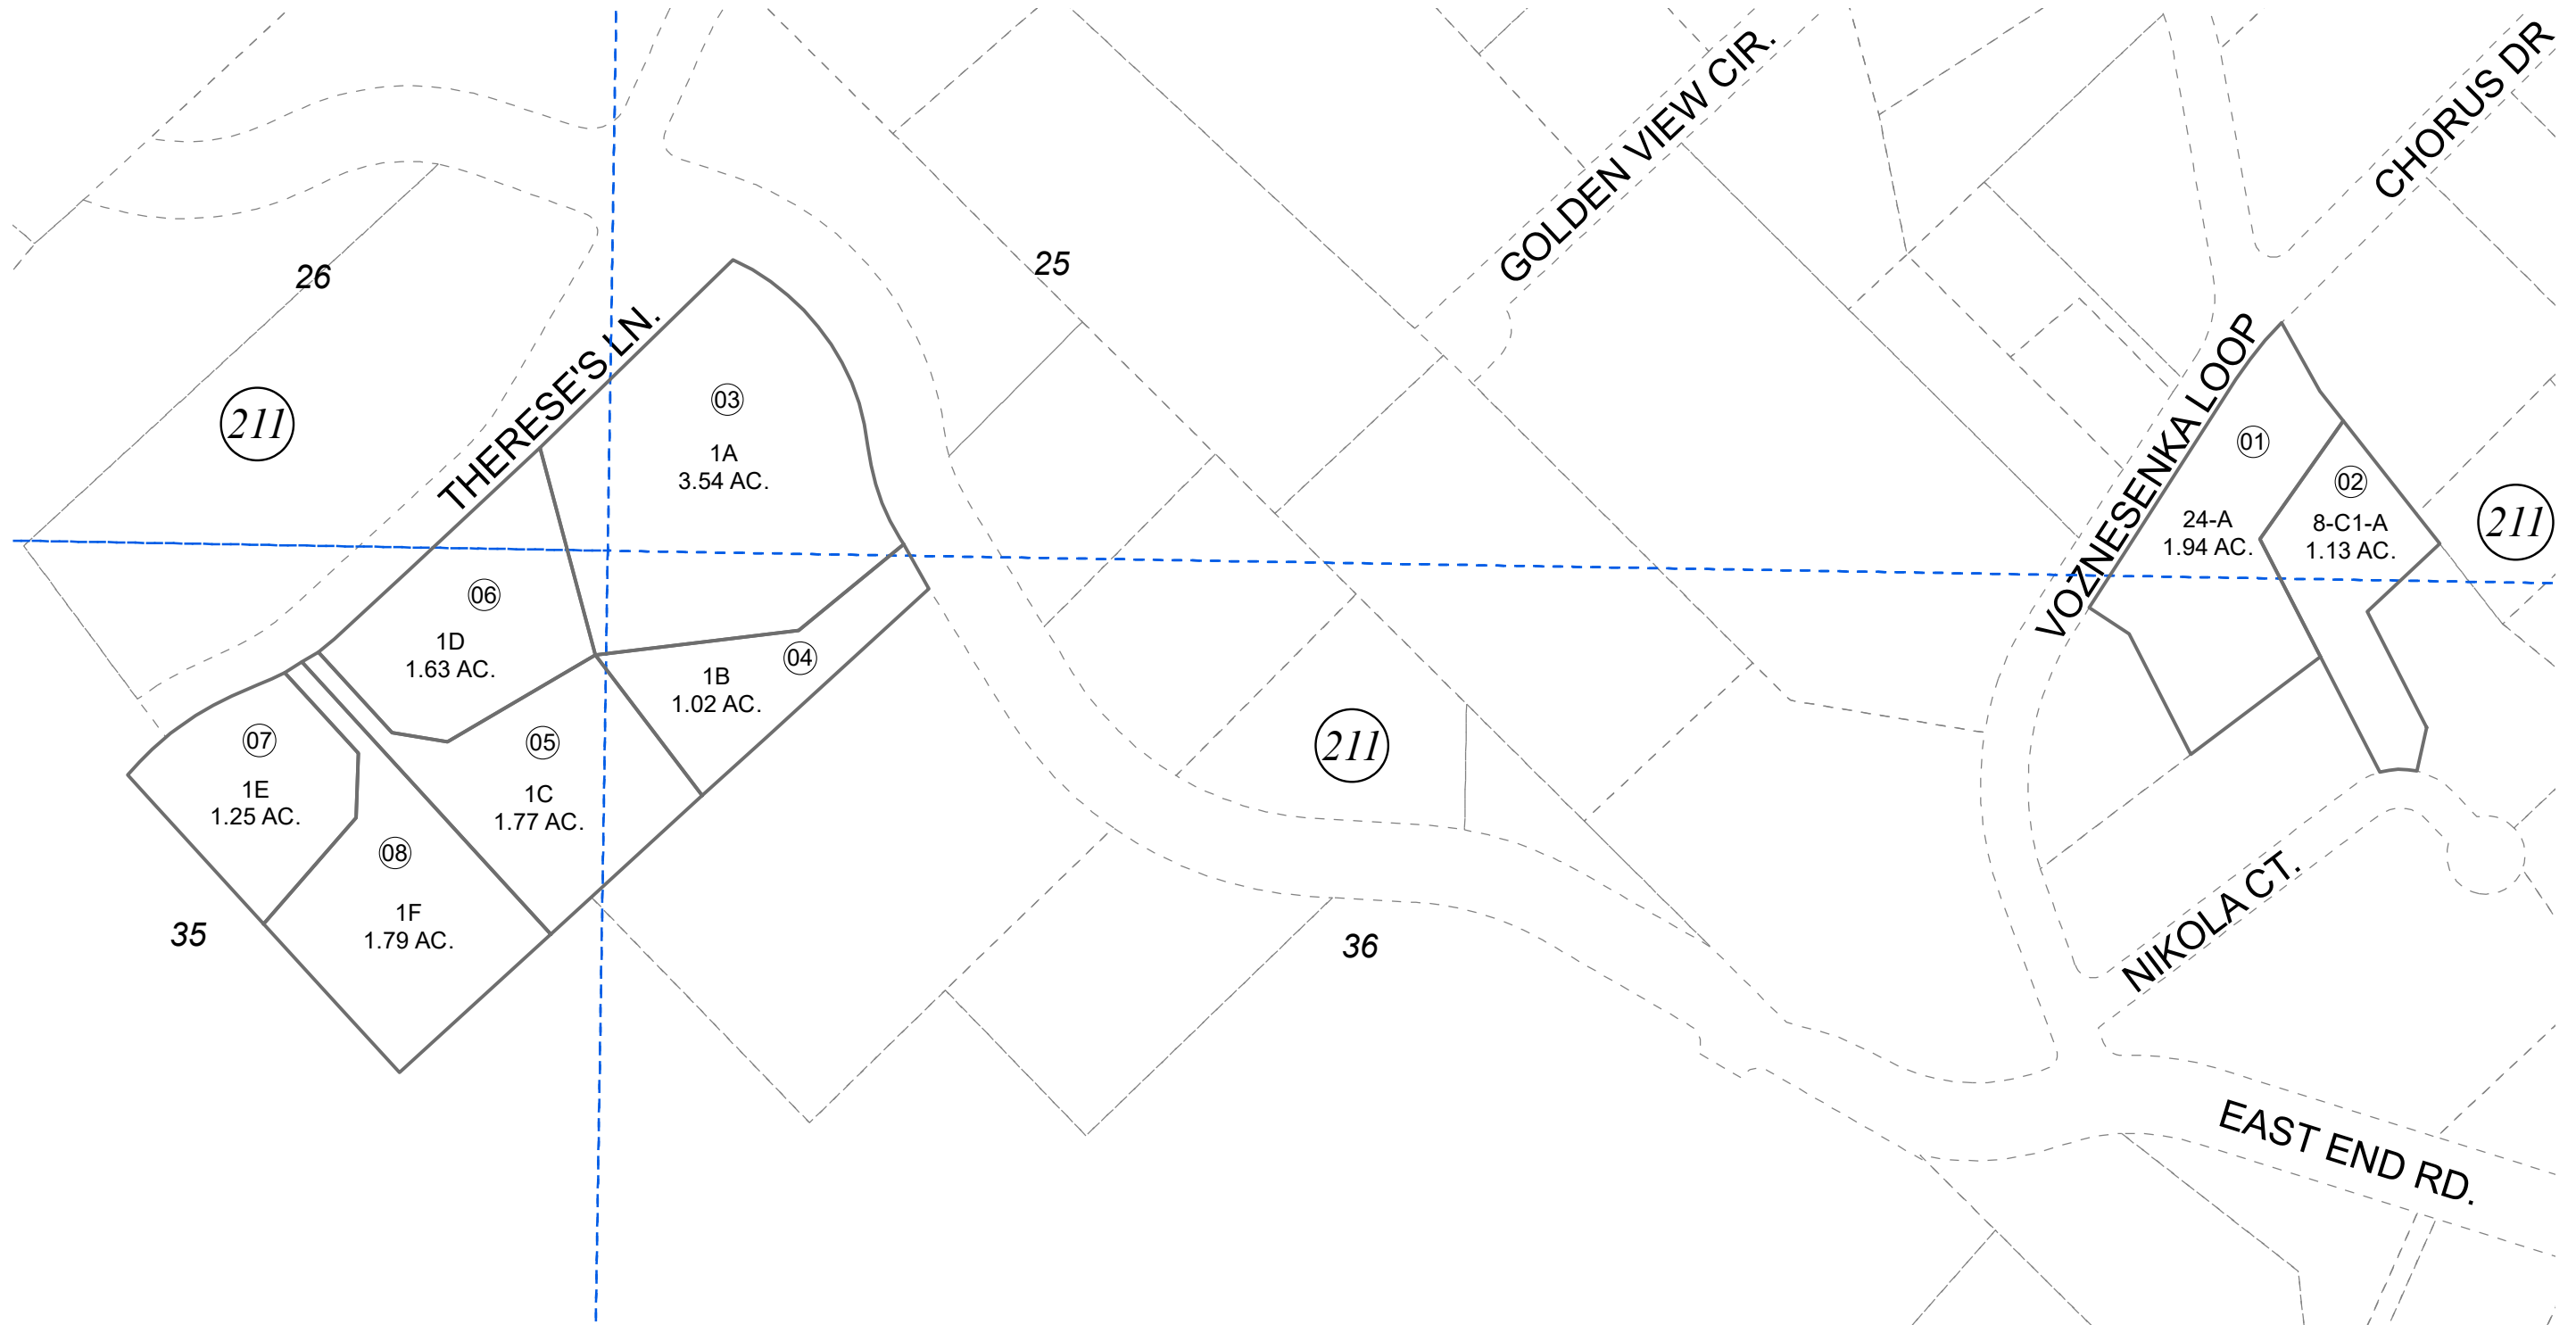 GOLDEN VIEW CIR.
CHORUS DR
26
25
211
THERESE'S LN.
03
1A
3.54 AC.
VOZNESENKA LOOP
01
24-A
1.94 AC.
02
8-C1-A
1.13 AC.
211
06
1D
1.63 AC.
04
1B
1.02 AC.
07
1E
1.25 AC.
05
1C
1.77 AC.
211
08
1F
1.79 AC.
35
36
NIKOLA CT.
EAST END RD.